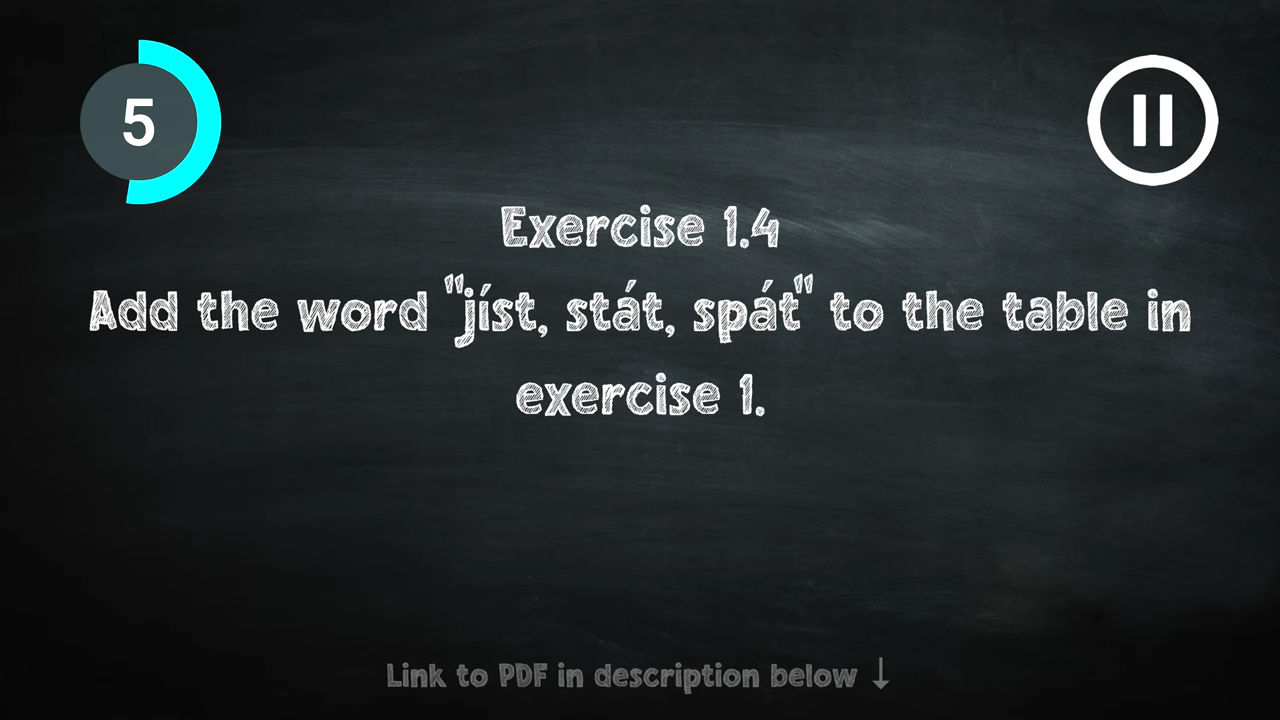 5
Exercise 1.4
Add the word "jíst, stát, spát" to the table in
exercise 1.
Link to PDF in description below ↓